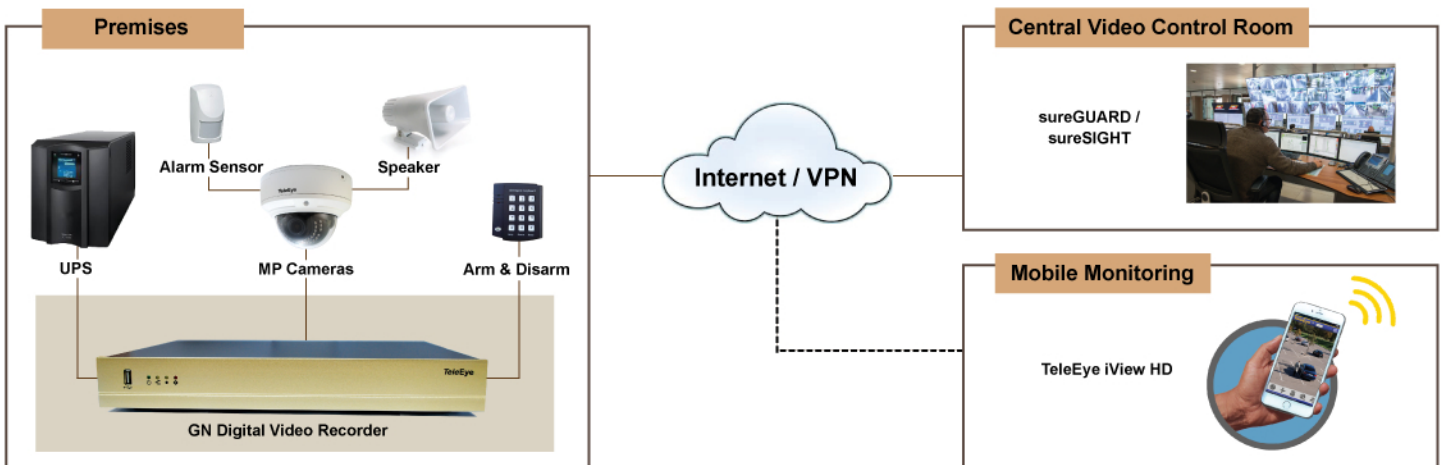 Premises
Alarm Sensor
Speaker
TeleEye
UPS
MP Cameras
Arm & Disarm
TeleEye
GN Digital Video Recorder
Internet / VPN
Central Video Control Room
sureGUARD /
sureSIGHT
Mobile Monitoring
TeleEye iView HD